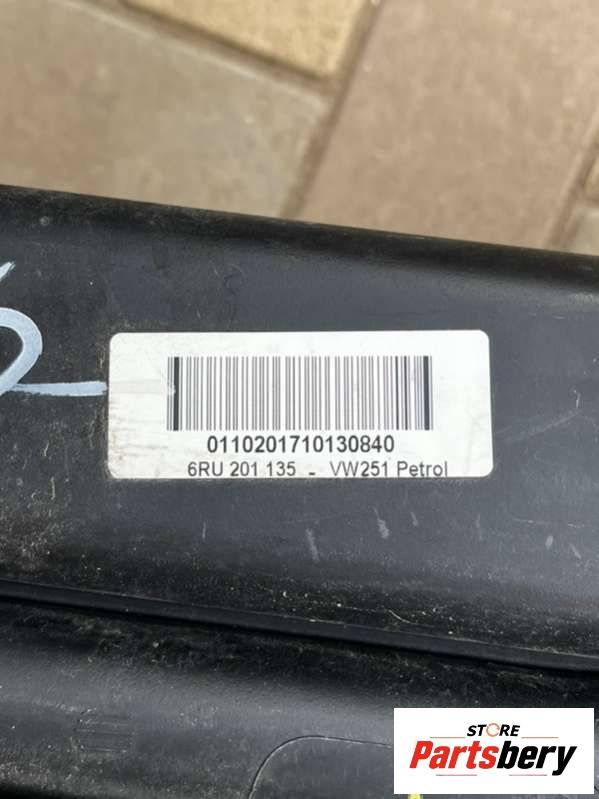 0110201710130840
6RU 201 135 - VW251 Petrol
STORE
Partsbery